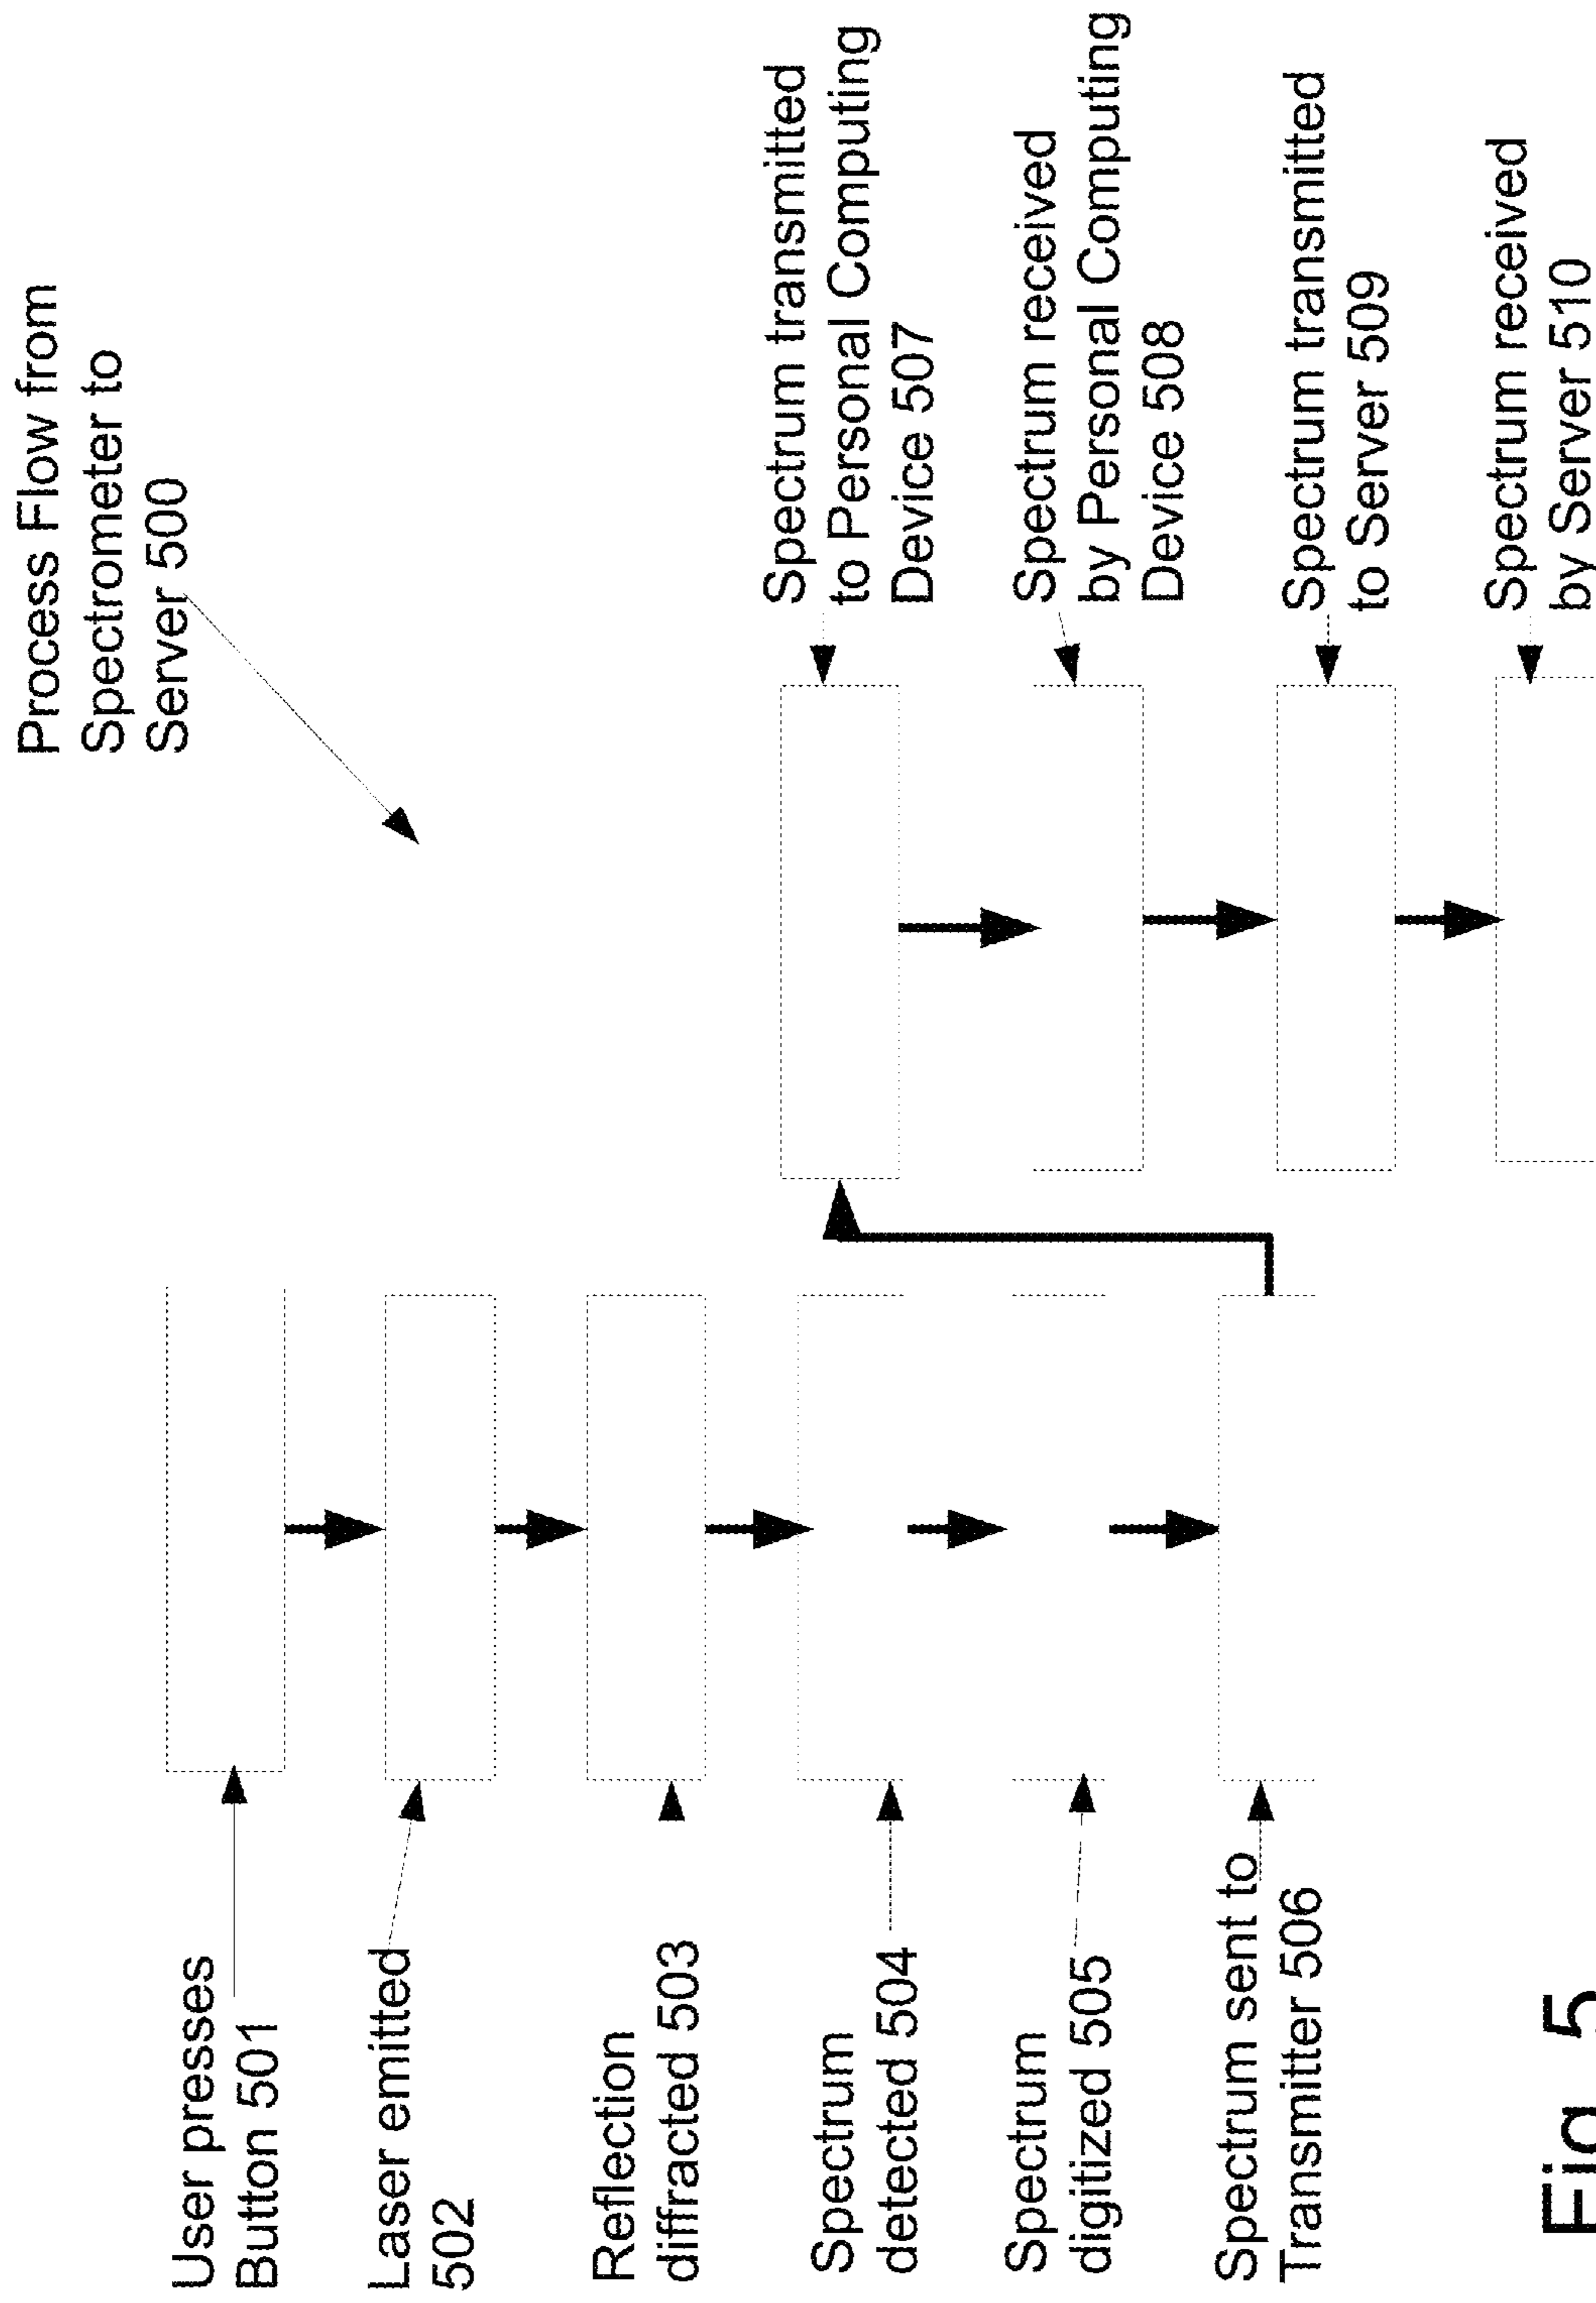 Process Flow from
Spectrometer to
Server 500
User presses
Button 501
Laser emitted
502
Reflection
diffracted 503
Spectrum
detected 504
Spectrum
digitized 505
Spectrum sent to
Transmitter 506
Spectrum transmitted
to Personal Computing
Device 507
Spectrum received
by Personal Computing
Device 508
Spectrum transmitted
to Server 509
Spectrum received
by Server 510
Fig 5